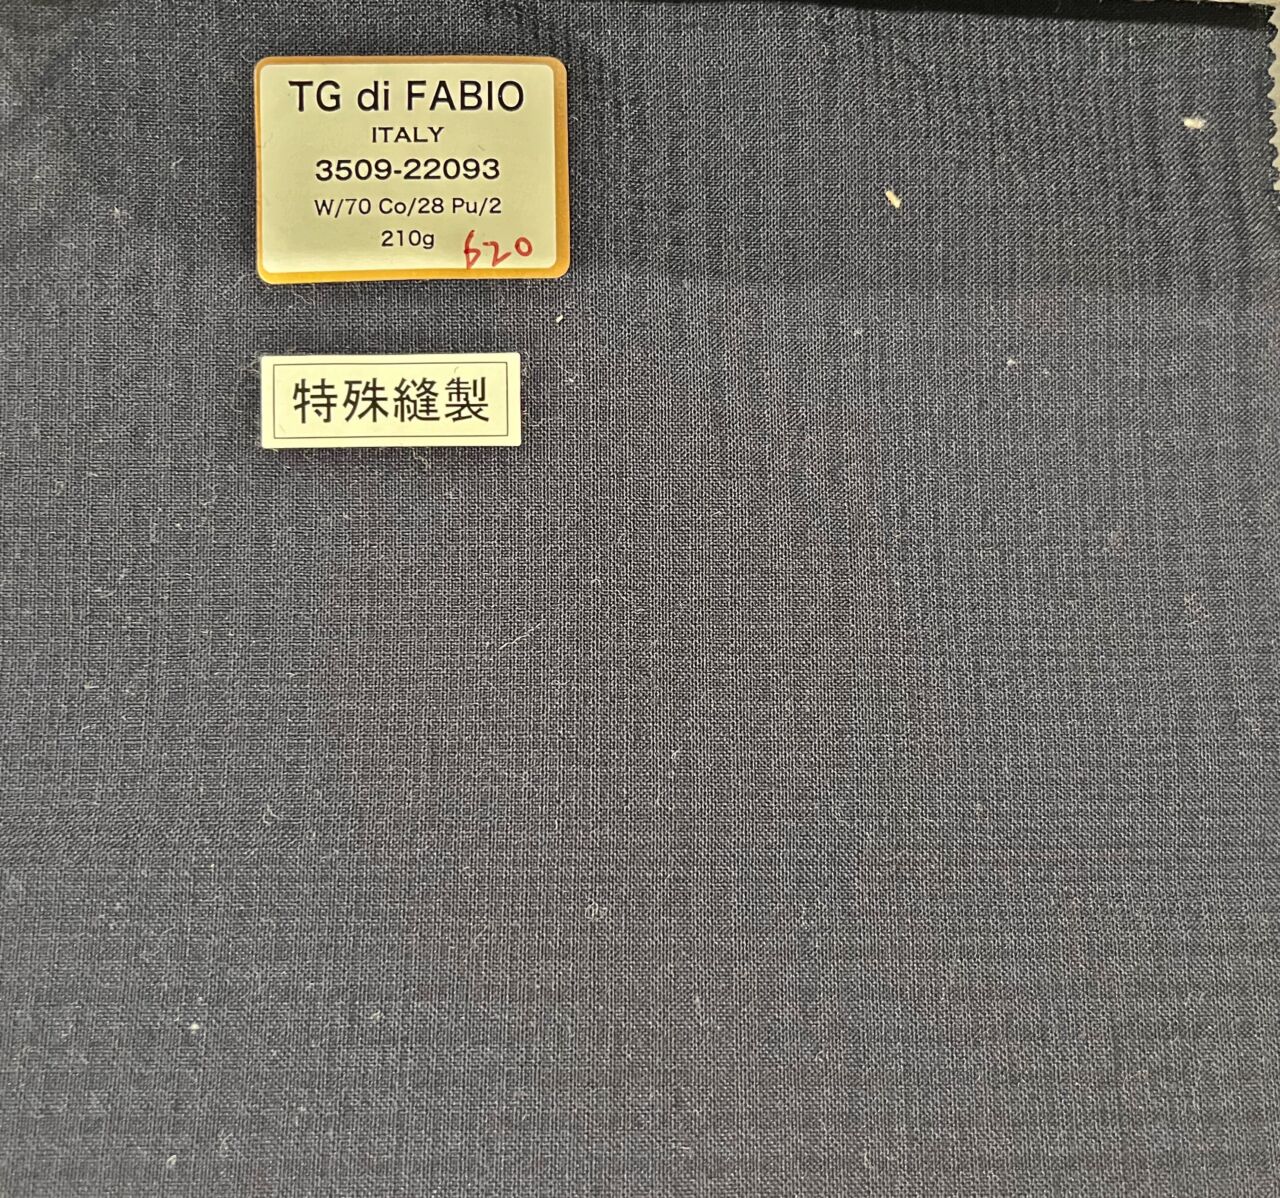 TG di FABIO
ITALY
3509-22093
W/70 Co/28 Pu/2
210g 620
特殊縫製